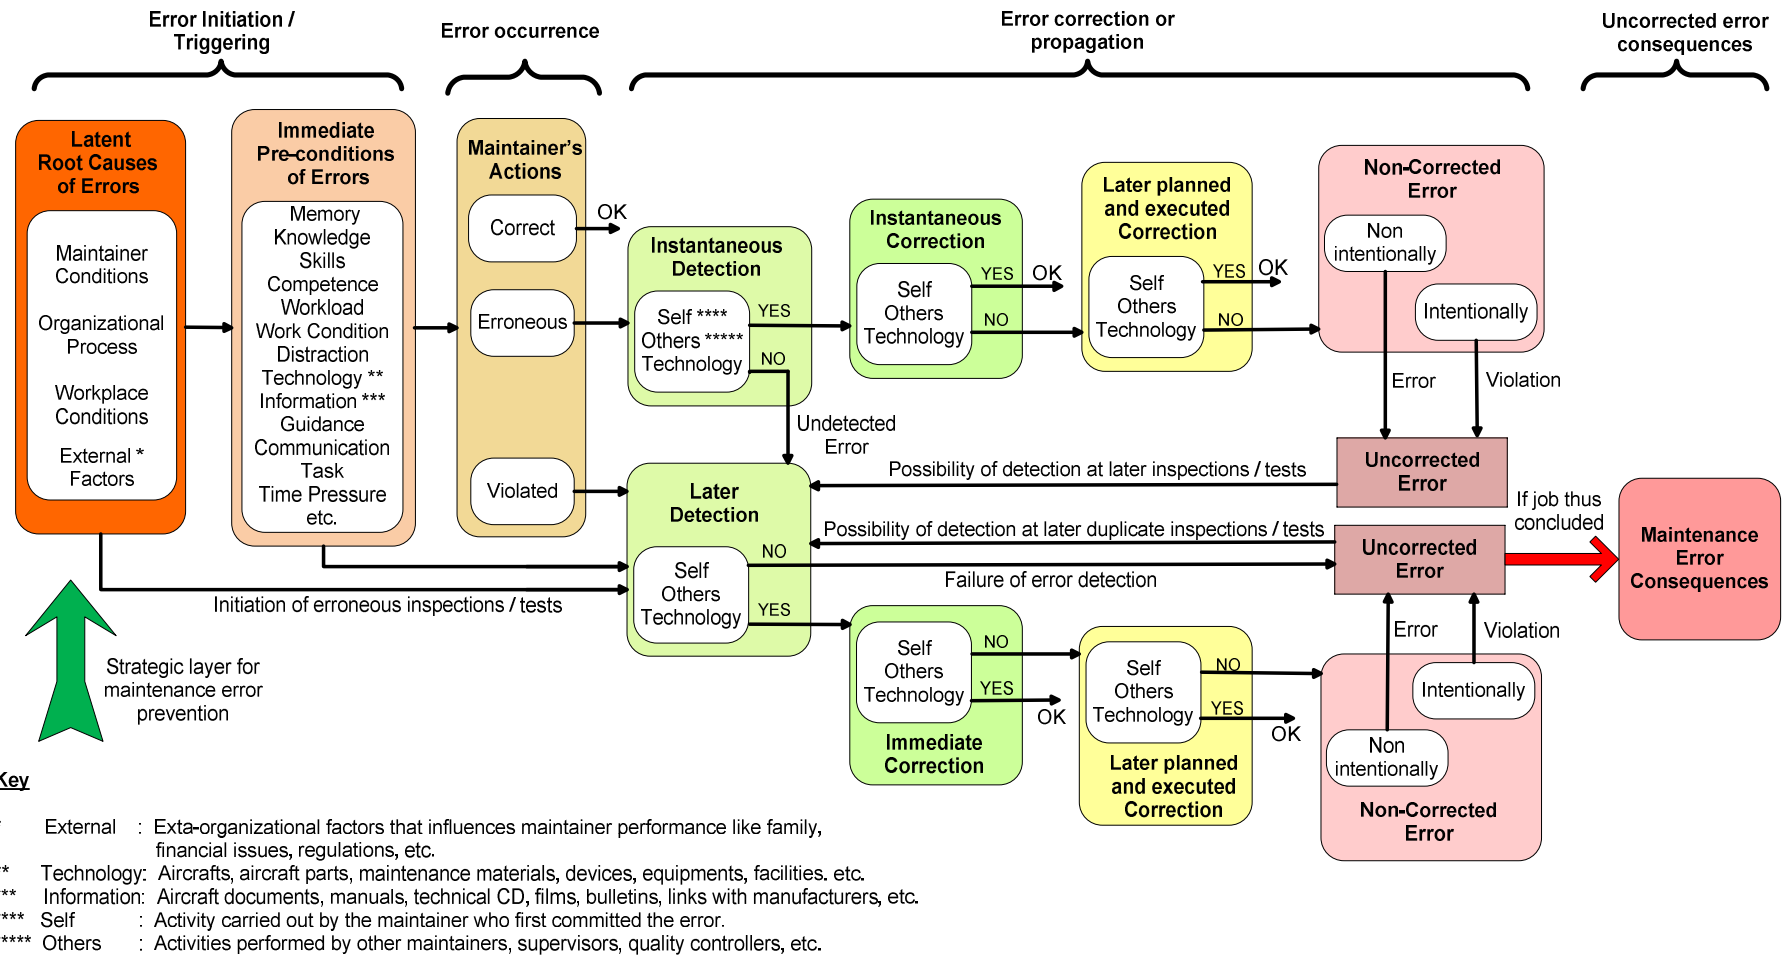 Error Initiation /
Triggering
Error occurrence
Error correction or
propagation
Uncorrected error
consequences
Latent
Root Causes
of Errors
Maintainer
Conditions
Organizational
Process
Workplace
Conditions
External *
Factors
Immediate
Pre-conditions
of Errors
Memory
Knowledge
Skills
Competence
Workload
Work Condition
Distraction
Technology **
Information ***
Guidance
Communication
Task
Time Pressure
etc.
Maintainer's
Actions
Correct
OK
Erroneous
Violated
Instantaneous
Detection
Self ****
Others *****
Technology
YES
NO
Undetected
Error
Instantaneous
Correction
Self
Others
Technology
YES
OK
NO
Later planned
and executed
Correction
Self
Others
Technology
YES
OK
NO
Non-Corrected
Error
Non
intentionally
Intentionally
Error
Violation
Uncorrected
Error
Possibility of detection at later inspections / tests
Later
Detection
Possibility of detection at later duplicate inspections / tests
Self
Others
Technology
NO
YES
Failure of error detection
Uncorrected
Error
If job thus
concluded
Maintenance
Error
Consequences
Initiation of erroneous inspections / tests
Strategic layer for
maintenance error
prevention
Self
Others
Technology
NO
YES
OK
Immediate
Correction
Self
Others
Technology
NO
YES
OK
Later planned
and executed
Correction
Error
Violation
Intentionally
Non
intentionally
Non-Corrected
Error
Key
* External : Exta-organizational factors that influences maintainer performance like family,
financial issues, regulations, etc.
** Technology: Aircrafts, aircraft parts, maintenance materials, devices, equipments, facilities. etc.
*** Information: Aircraft documents, manuals, technical CD, films, bulletins, links with manufacturers, etc.
**** Self : Activity carried out by the maintainer who first committed the error.
***** Others : Activities performed by other maintainers, supervisors, quality controllers, etc.